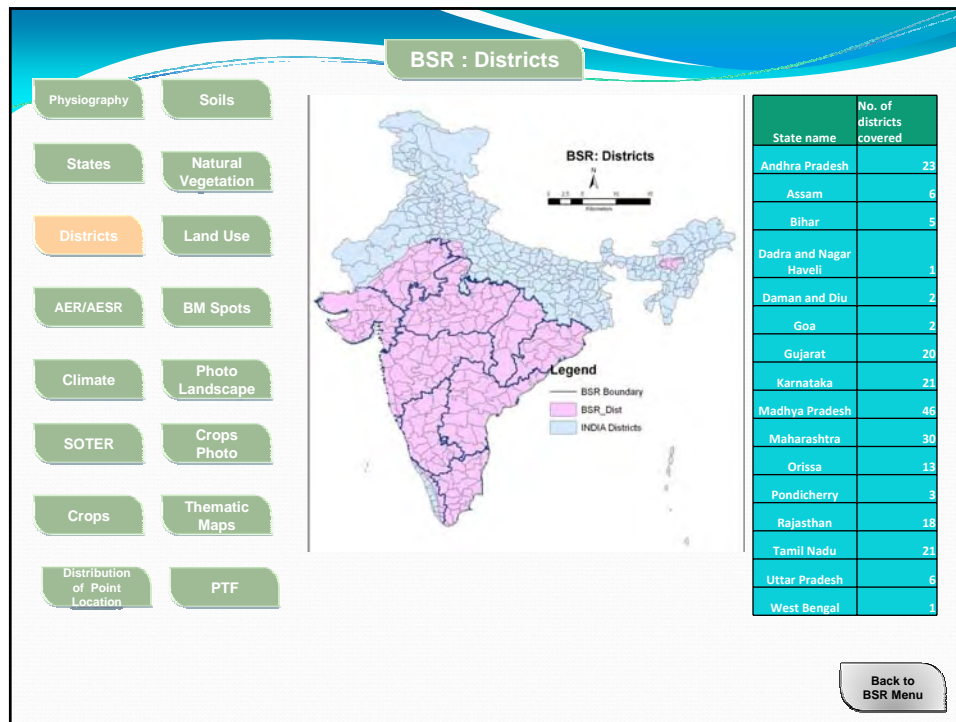 BSR : Districts
Physiography
Soils
States
Natural
Vegetation
Districts
Land Use
AER/AESR
BM Spots
Climate
Photo
Landscape
SOTER
Crops
Photo
Crops
Thematic
Maps
Distribution
of Point
Location
PTF
BSR: Districts
N
Kilometers
Legend
BSR Boundary
BSR_Dist
INDIA Districts
State name
No. of
districts
covered
Andhra Pradesh 23
Assam 6
Bihar 5
Dadra and Nagar
Haveli 1
Daman and Diu 2
Goa 2
Gujarat 20
Karnataka 21
Madhya Pradesh 46
Maharashtra 30
Orissa 13
Pondicherry 3
Rajasthan 18
Tamil Nadu 21
Uttar Pradesh 6
West Bengal 1
Back to
BSR Menu